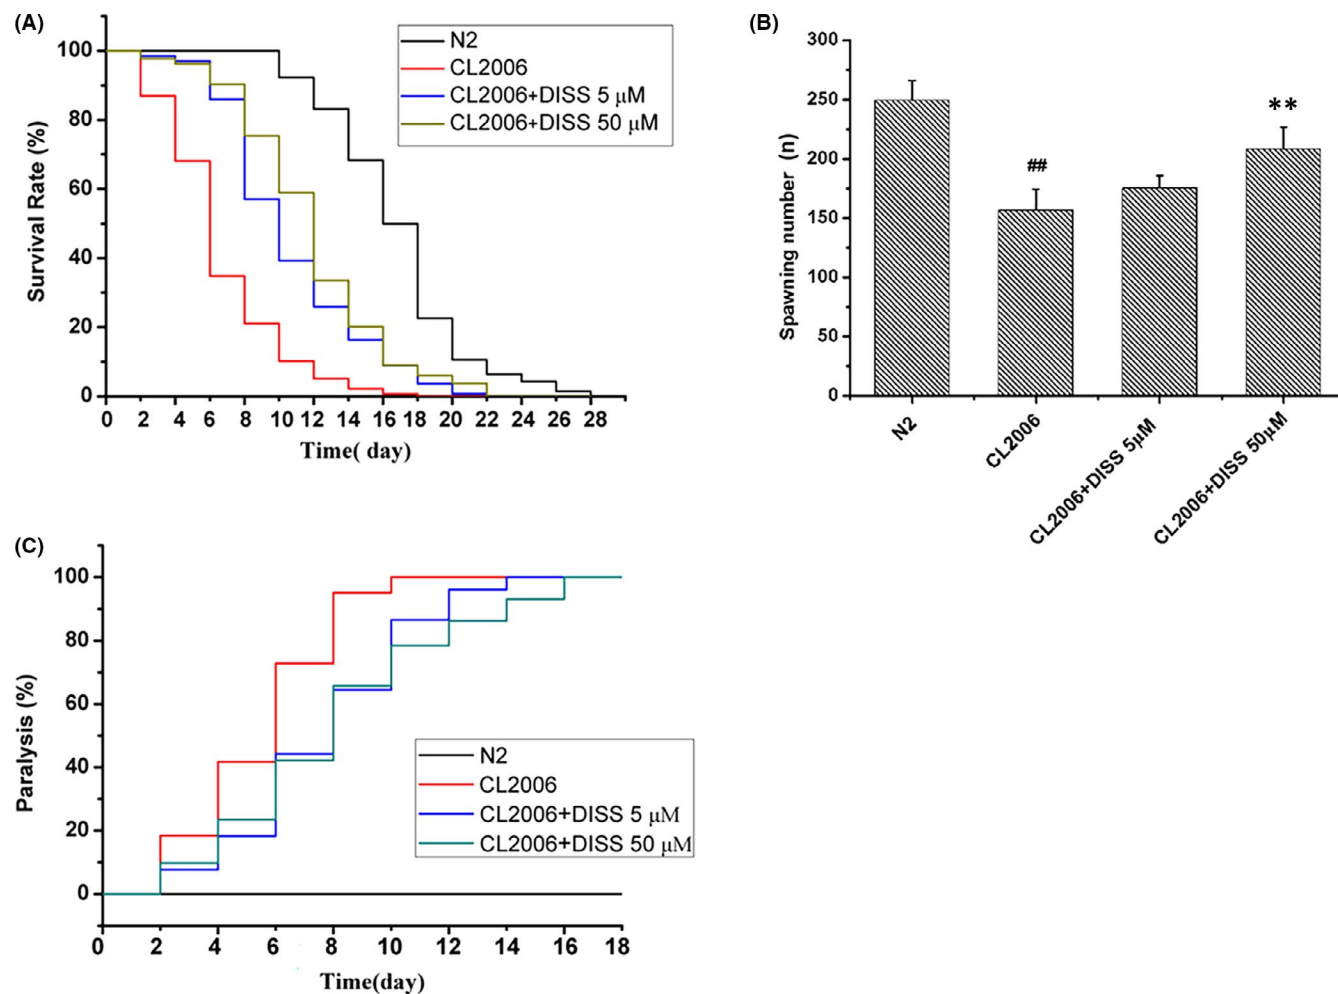 (A)
Survival Rate (%)
100
80
60
40
20
0
0 2 4 6 8 10 12 14 16 18 20 22 24 26 28
Time( day)
N2
CL2006
CL2006+DISS 5 μM
CL2006+DISS 50 μM
(B)
Spawning number (n)
300
250
200
150
100
50
0
##
**
N2
CL2006
CL2006+DISS 5μM
CL2006+DISS 50μM
(C)
Paralysis (%)
100
80
60
40
20
0
0 2 4 6 8 10 12 14 16 18
Time(day)
N2
CL2006
CL2006+DISS 5 μM
CL2006+DISS 50 μM